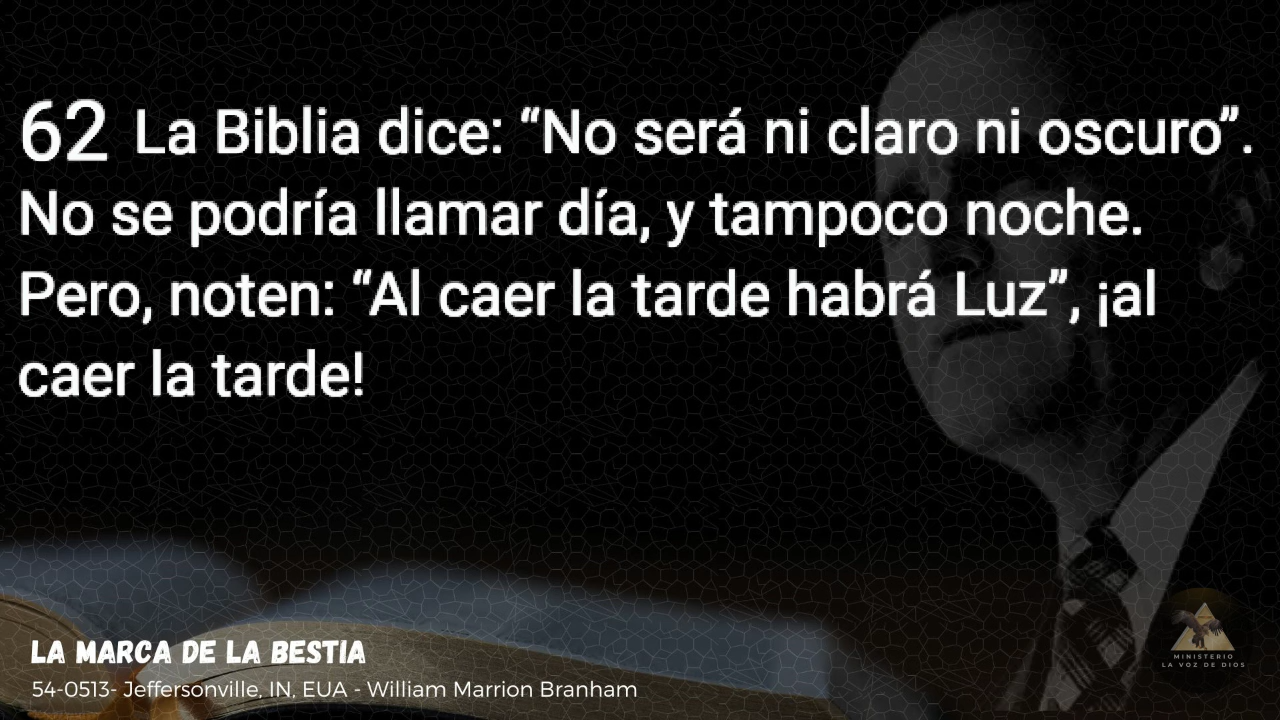 62 La Biblia dice: “No será ni claro ni oscuro”.
No se podría llamar día, y tampoco noche.
Pero, noten: “Al caer la tarde habrá Luz”, ¡al
caer la tarde!
LA MARCA DE LA BESTIA
54-0513- Jeffersonville, IN, EUA - William Marrion Branham
MINISTERIO
LA VOZ DE DIOS